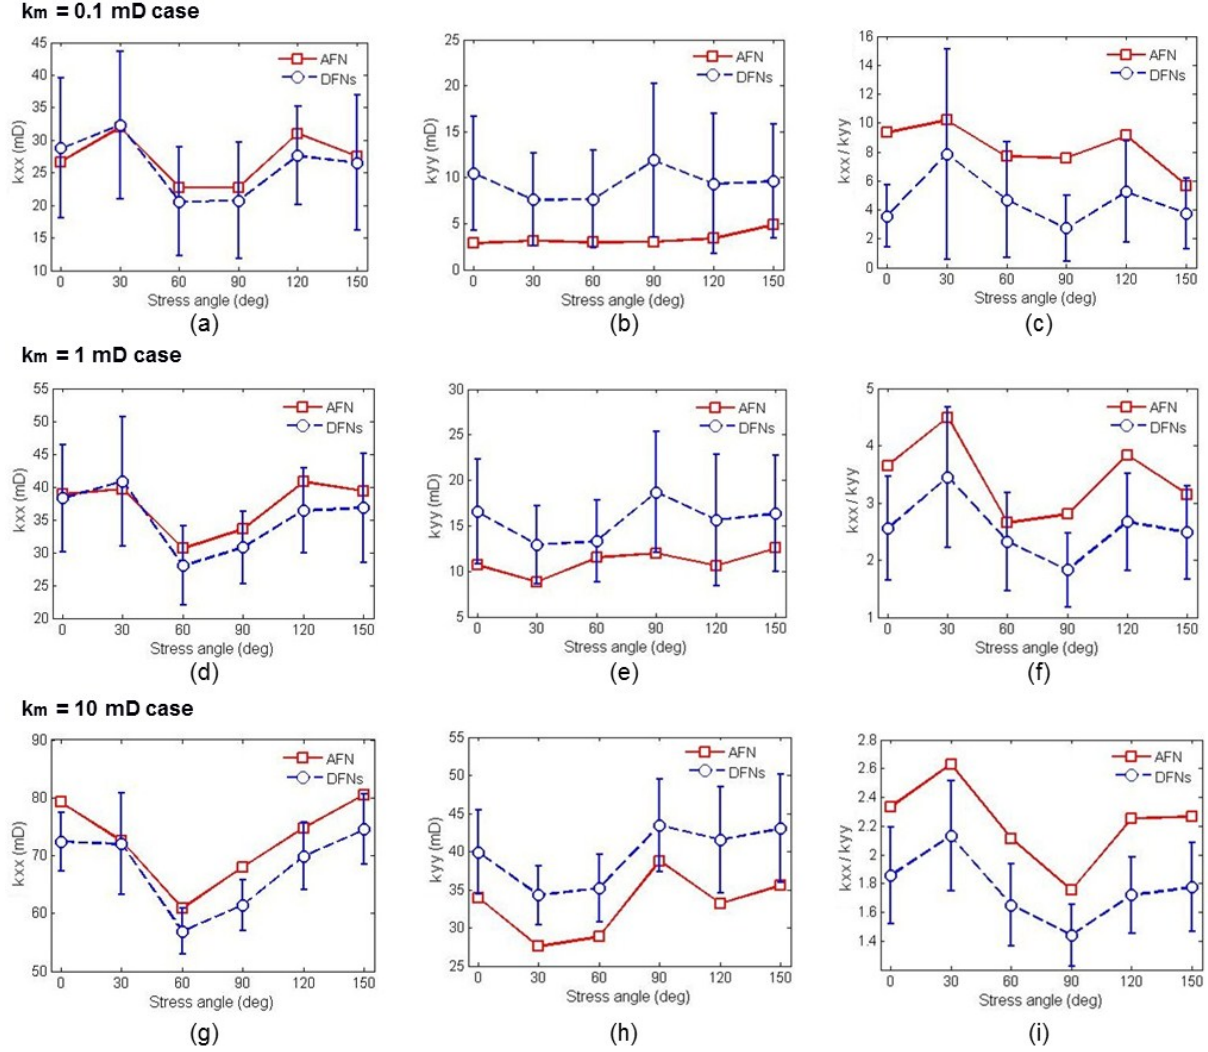 km = 0.1 mD case
45
40
35
30
25
20
15
10
kxx (mD)
AFN
DFNs
0 30 60 90 120 150
Stress angle (deg)
(a)
25
20
15
10
5
0
kyy (mD)
AFN
DFNs
0 30 60 90 120 150
Stress angle (deg)
(b)
16
14
12
10
8
6
4
2
0
kxx / kyy
AFN
DFNs
0 30 60 90 120 150
Stress angle (deg)
(c)
km = 1 mD case
55
50
45
40
35
30
25
20
kxx (mD)
AFN
DFNs
0 30 60 90 120 150
Stress angle (deg)
(d)
30
25
20
15
10
5
kyy (mD)
AFN
DFNs
0 30 60 90 120 150
Stress angle (deg)
(e)
5
4
3
2
1
kxx / kyy
AFN
DFNs
0 30 60 90 120 150
Stress angle (deg)
(f)
km = 10 mD case
90
80
70
60
50
kxx (mD)
AFN
DFNs
0 30 60 90 120 150
Stress angle (deg)
(g)
55
50
45
40
35
30
25
kyy (mD)
AFN
DFNs
0 30 60 90 120 150
Stress angle (deg)
(h)
2.8
2.6
2.4
2.2
2
1.8
1.6
1.4
kxx / kyy
AFN
DFNs
0 30 60 90 120 150
Stress angle (deg)
(i)